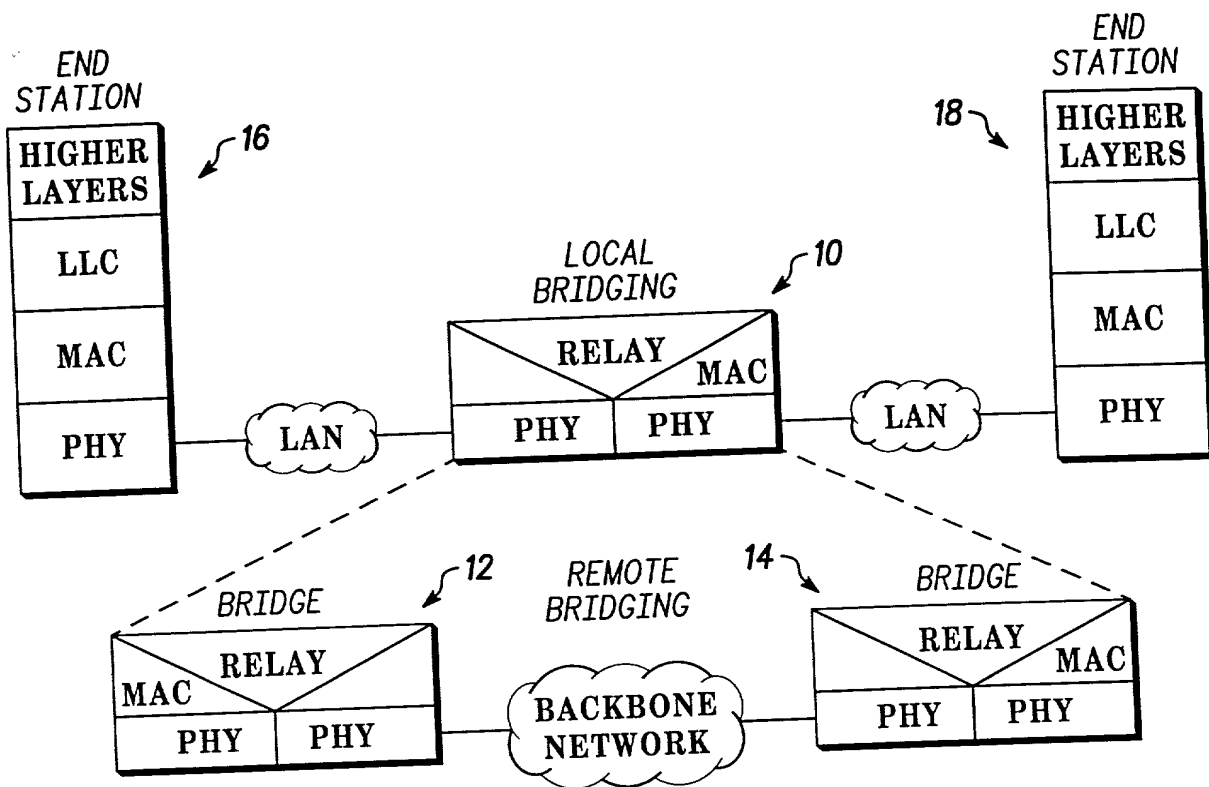 END
STATION
16
HIGHER
LAYERS
LLC
MAC
PHY
LAN
LOCAL
BRIDGING
10
RELAY
MAC
PHY PHY
LAN
END
STATION
18
HIGHER
LAYERS
LLC
MAC
PHY
BRIDGE
12
RELAY
MAC
PHY PHY
REMOTE
BRIDGING
BACKBONE
NETWORK
14
BRIDGE
RELAY
MAC
PHY PHY